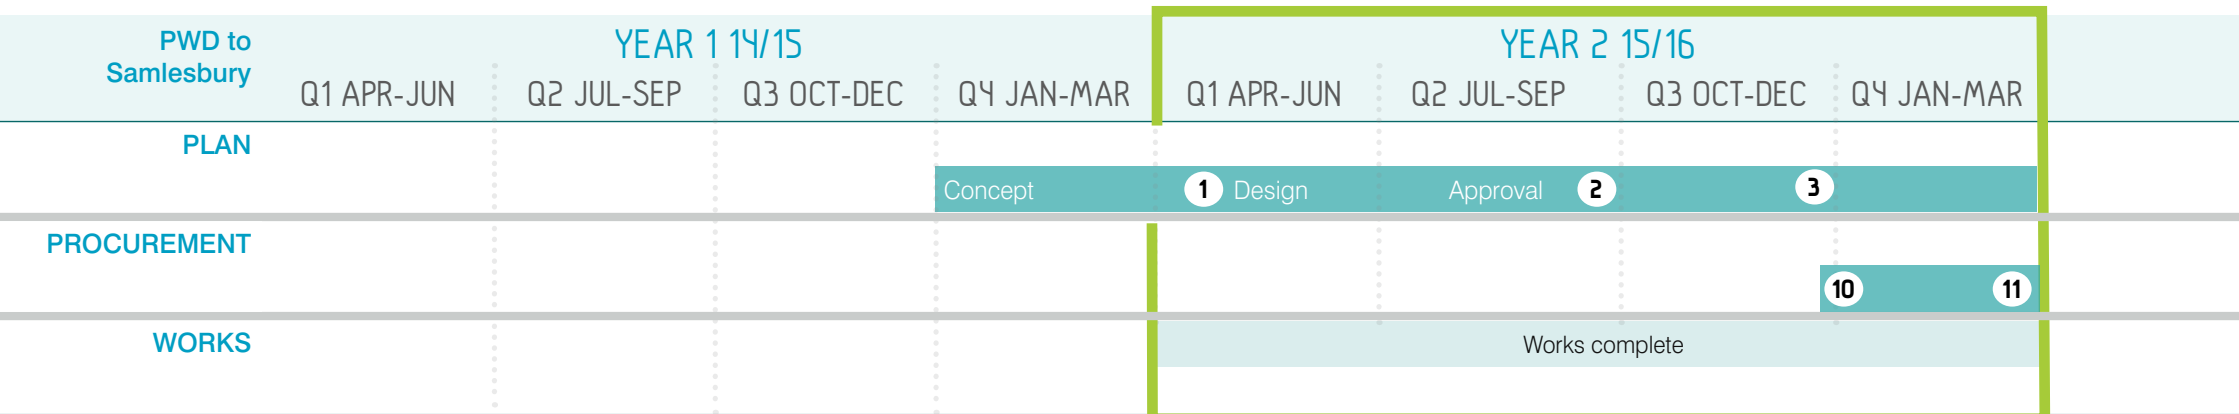 PWD to
Samlesbury
YEAR 1 14/15
YEAR 2 15/16
Q1 APR-JUN
Q2 JUL-SEP
Q3 OCT-DEC
Q4 JAN-MAR
Q1 APR-JUN
Q2 JUL-SEP
Q3 OCT-DEC
Q4 JAN-MAR
PLAN
Concept
1
Design
Approval
2
3
PROCUREMENT
10
11
WORKS
Works complete